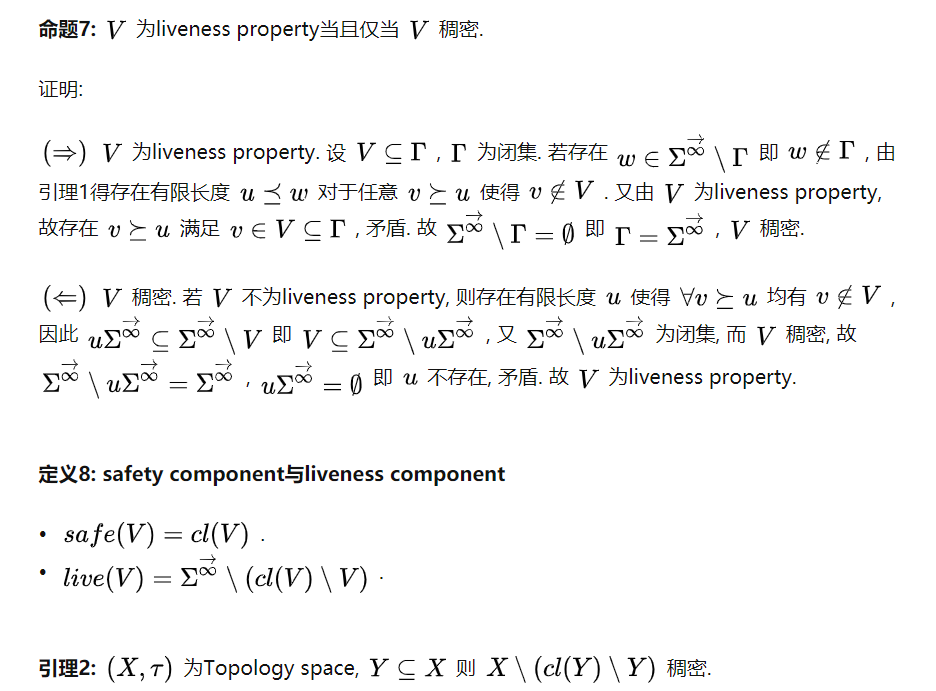 命题7: $V$ 为liveness property当且仅当 $V$ 稠密.
证明:
$(\Rightarrow)$ $V$ 为liveness property. 设 $V \subseteq \Gamma$ , $\Gamma$ 为闭集. 若存在 $w \in \Sigma^{\overrightarrow{\infty}} \setminus \Gamma$ 即 $w \notin \Gamma$ , 由
引理1得存在有限长度 $u \preceq w$ 对于任意 $v \succeq u$ 使得 $v \notin V$ . 又由 $V$ 为liveness property,
故存在 $v \succeq u$ 满足 $v \in V \subseteq \Gamma$ , 矛盾. 故 $\Sigma^{\overrightarrow{\infty}} \setminus \Gamma = \emptyset$ 即 $\Gamma = \Sigma^{\overrightarrow{\infty}}$ , $V$ 稠密.
$(\Leftarrow)$ $V$ 稠密. 若 $V$ 不为liveness property, 则存在有限长度 $u$ 使得 $\forall v \succeq u$ 均有 $v \notin V$ ,
因此 $u\Sigma^{\overrightarrow{\infty}} \subseteq \Sigma^{\overrightarrow{\infty}} \setminus V$ 即 $V \subseteq \Sigma^{\overrightarrow{\infty}} \setminus u\Sigma^{\overrightarrow{\infty}}$ , 又 $\Sigma^{\overrightarrow{\infty}} \setminus u\Sigma^{\overrightarrow{\infty}}$ 为闭集, 而 $V$ 稠密, 故
$\Sigma^{\overrightarrow{\infty}} \setminus u\Sigma^{\overrightarrow{\infty}} = \Sigma^{\overrightarrow{\infty}}$ , $u\Sigma^{\overrightarrow{\infty}} = \emptyset$ 即 $u$ 不存在, 矛盾. 故 $V$ 为liveness property.
定义8: safety component与liveness component
• $safe(V) = cl(V)$ .
• $live(V) = \Sigma^{\overrightarrow{\infty}} \setminus (cl(V) \setminus V)$ .
引理2: $(X, \tau)$ 为Topology space, $Y \subseteq X$ 则 $X \setminus (cl(Y) \setminus Y)$ 稠密.